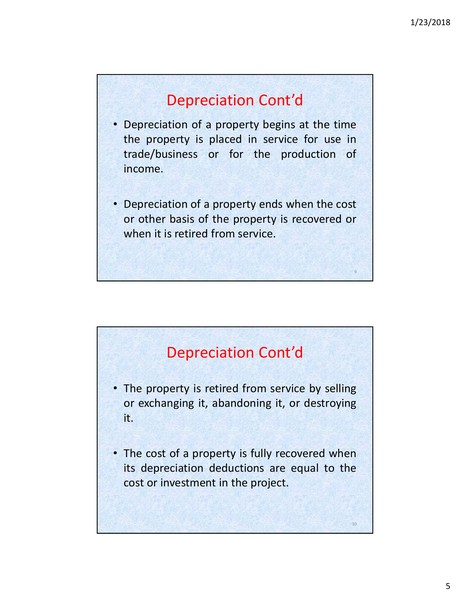 1/23/2018
Depreciation Cont’d
• Depreciation of a property begins at the time
the property is placed in service for use in
trade/business or for the production of
income.
• Depreciation of a property ends when the cost
or other basis of the property is recovered or
when it is retired from service.
Depreciation Cont’d
• The property is retired from service by selling
or exchanging it, abandoning it, or destroying
it.
• The cost of a property is fully recovered when
its depreciation deductions are equal to the
cost or investment in the project.
5